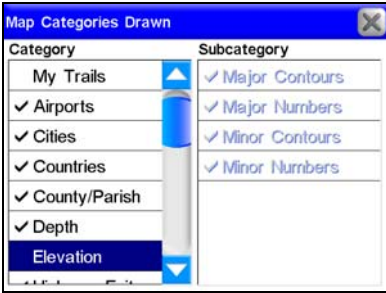 Map Categories Drawn
Category
Subcategory
My Trails
Airports
Cities
Countries
County/Parish
Depth
Elevation
Major Contours
Major Numbers
Minor Contours
Minor Numbers